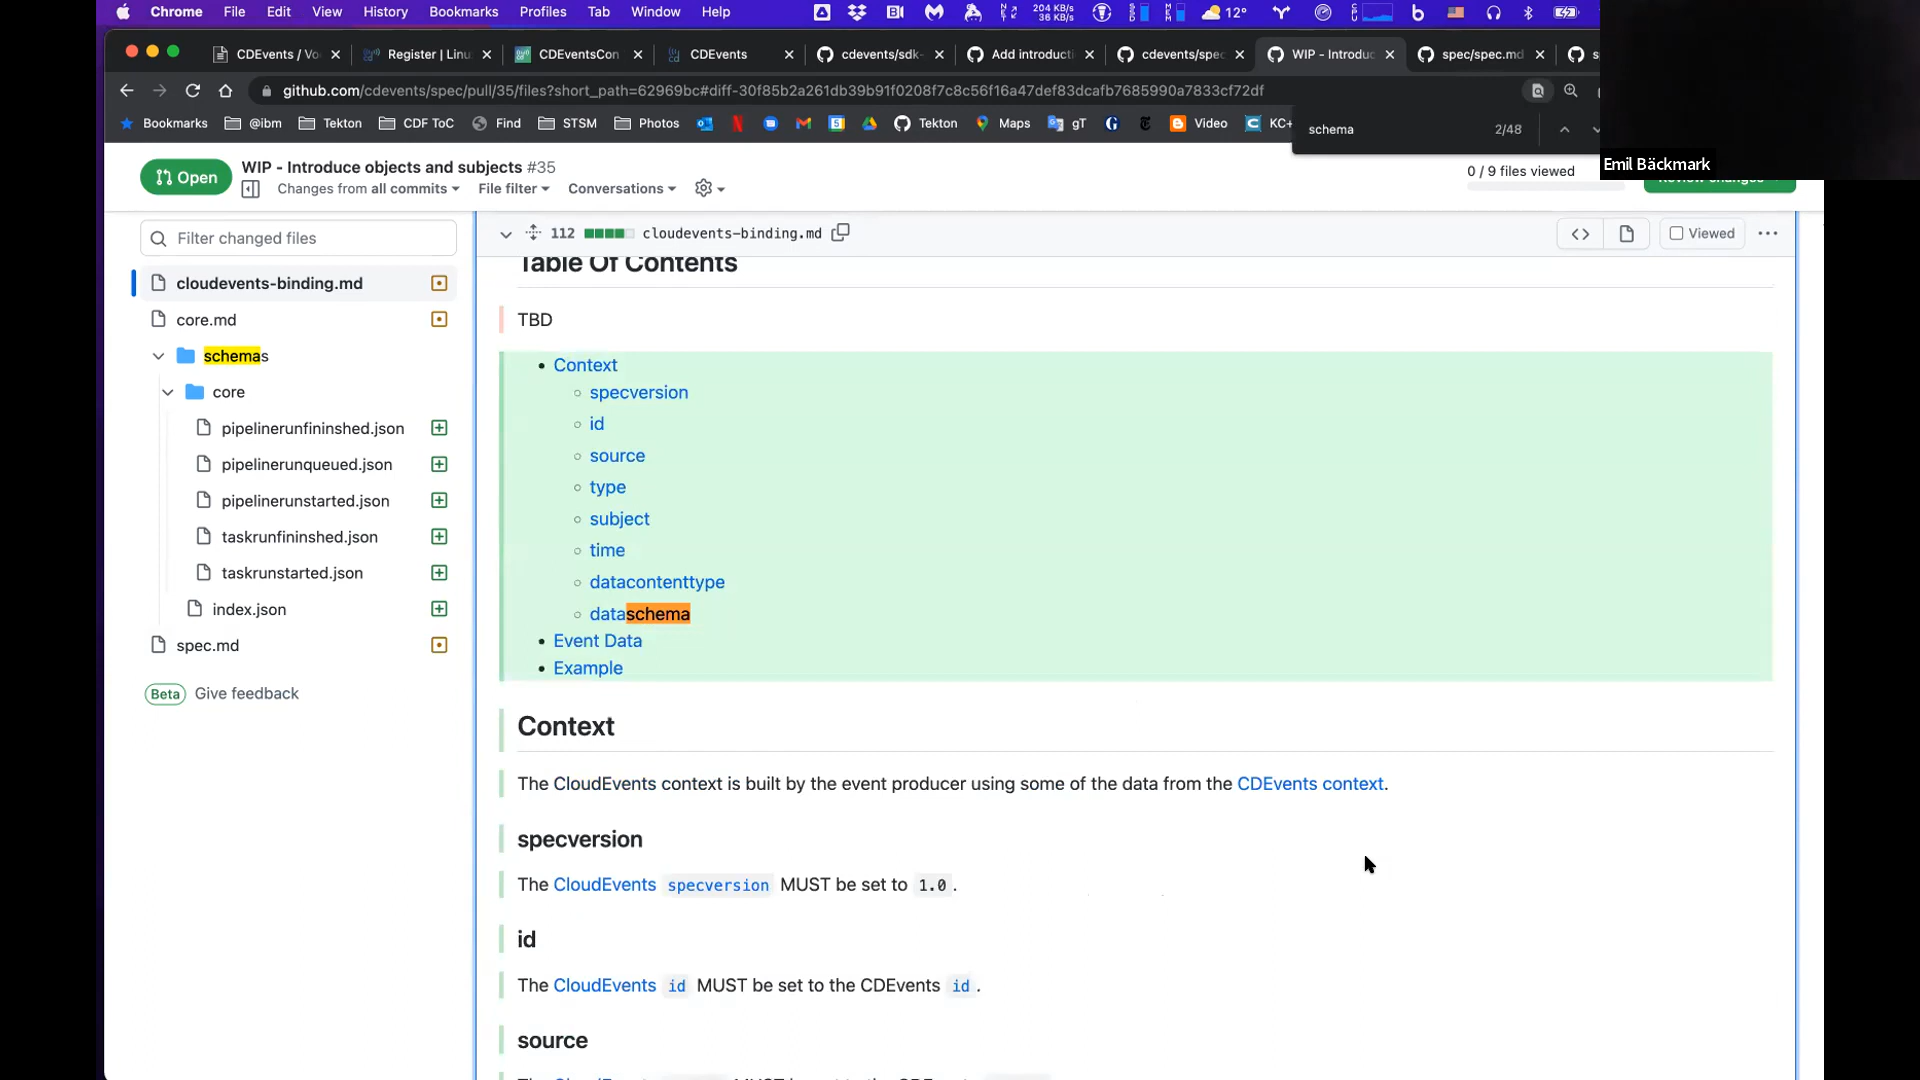 Chrome File Edit View History Bookmarks Profiles Tab Window Help
204 KB/s
36 KB/s
12°
CDEvents / Vo
Register | Linu
CDEventsCon
CDEvents
cdevents/sdk-
Add introducti
cdevents/spec
WIP - Introduc
spec/spec.md
github.com/cdevents/spec/pull/35/files?short_path=62969bc#diff-30f85b2a261db39b91f0208f7c8c56f16a47def83dcafb7685990a7833cf72df
Bookmarks @ibm Tekton CDF ToC Find STSM Photos Tekton Maps gT Video KC+
schema 2/48
Emil Bäckmark
Open
WIP - Introduce objects and subjects #35
Changes from all commits File filter Conversations
0 / 9 files viewed
Filter changed files
cloudevents-binding.md
core.md
schemas
core
pipelinerunfininshed.json
pipelinerunqueued.json
pipelinerunstarted.json
taskrunfininshed.json
taskrunstarted.json
index.json
spec.md
Beta Give feedback
112 cloudevents-binding.md
Viewed
Table Of Contents
TBD
Context
specversion
id
source
type
subject
time
datacontenttype
dataschema
Event Data
Example
Context
The CloudEvents context is built by the event producer using some of the data from the CDEvents context.
specversion
The CloudEvents specversion MUST be set to 1.0 .
id
The CloudEvents id MUST be set to the CDEvents id .
source